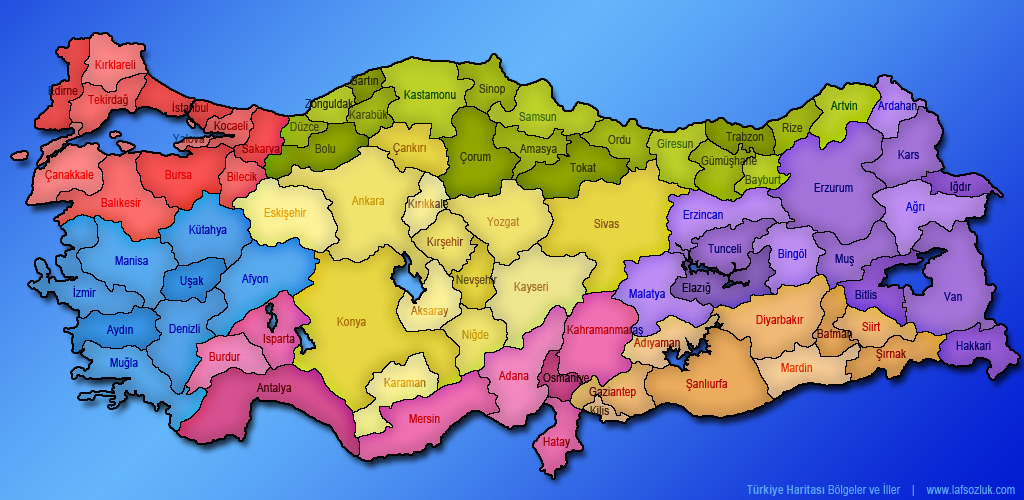 Kırklareli
Edirne
Tekirdağ
İstanbul
Kocaeli
Yalova
Sakarya
Düzce
Bolu
Zonguldak
Bartın
Karabük
Kastamonu
Sinop
Samsun
Çankırı
Çorum
Amasya
Tokat
Ordu
Giresun
Trabzon
Gümüşhane
Rize
Bayburt
Artvin
Ardahan
Kars
Iğdır
Ağrı
Erzurum
Erzincan
Çanakkale
Balıkesir
Bursa
Bilecik
Eskişehir
Ankara
Kırıkkale
Kırşehir
Yozgat
Sivas
Tunceli
Bingöl
Muş
Elazığ
Malatya
Bitlis
Van
Hakkari
Kütahya
Manisa
Uşak
Afyon
İzmir
Aydın
Denizli
Muğla
Burdur
Isparta
Antalya
Konya
Aksaray
Nevşehir
Kayseri
Niğde
Karaman
Mersin
Adana
Osmaniye
Kahramanmaraş
Hatay
Kilis
Gaziantep
Adıyaman
Şanlıurfa
Diyarbakır
Mardin
Batman
Siirt
Şırnak
Türkiye Haritası Bölgeler ve İller | www.lafsozluk.com